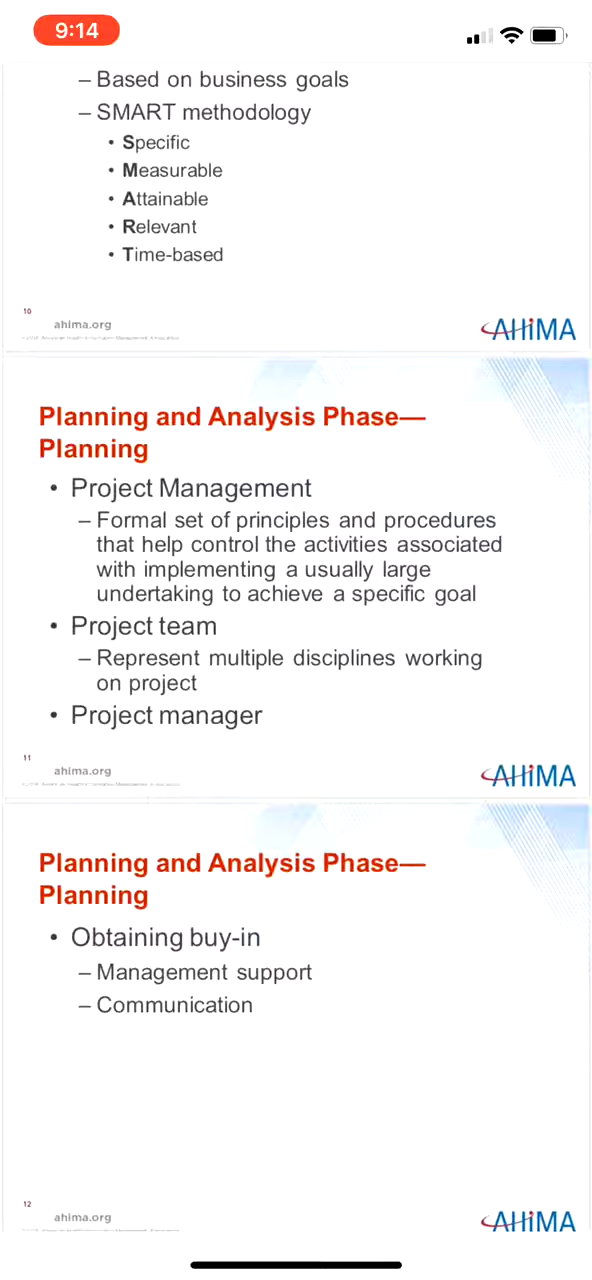 9:14
– Based on business goals
– SMART methodology
• Specific
• Measurable
• Attainable
• Relevant
• Time-based
10
ahima.org
AHIMA
Planning and Analysis Phase—
Planning
• Project Management
– Formal set of principles and procedures
that help control the activities associated
with implementing a usually large
undertaking to achieve a specific goal
• Project team
– Represent multiple disciplines working
on project
• Project manager
11
ahima.org
AHIMA
Planning and Analysis Phase—
Planning
• Obtaining buy-in
– Management support
– Communication
12
ahima.org
AHIMA